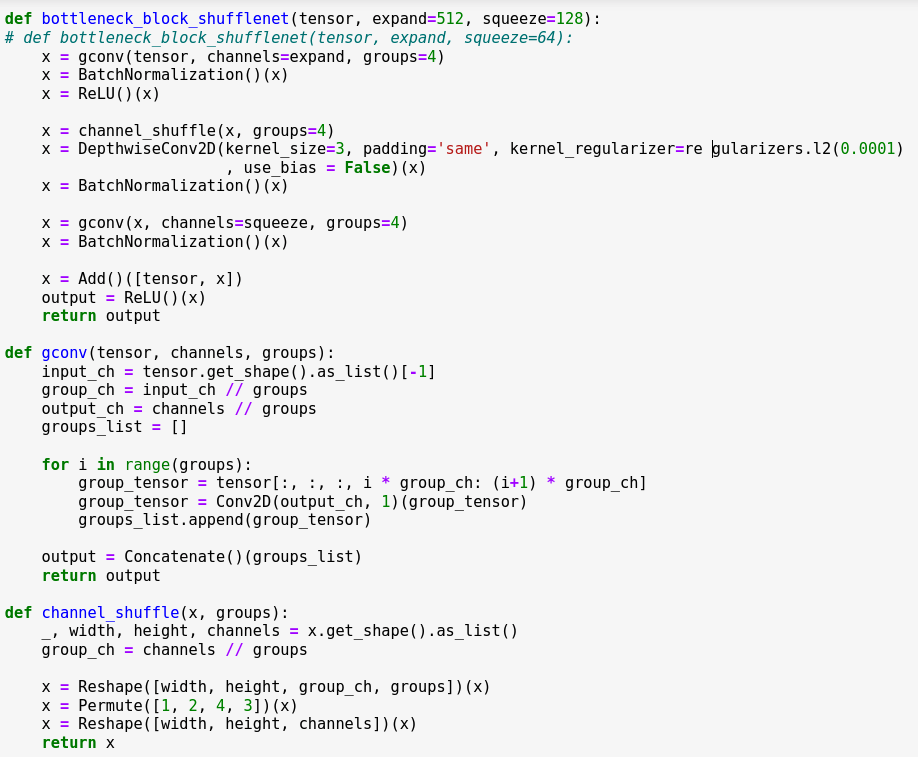 def bottleneck_block_shufflenet(tensor, expand=512, squeeze=128):
# def bottleneck_block_shufflenet(tensor, expand, squeeze=64):
    x = gconv(tensor, channels=expand, groups=4)
    x = BatchNormalization()(x)
    x = ReLU()(x)

    x = channel_shuffle(x, groups=4)
    x = DepthwiseConv2D(kernel_size=3, padding='same', kernel_regularizer=re gularizers.l2(0.0001)
                        , use_bias = False)(x)
    x = BatchNormalization()(x)

    x = gconv(x, channels=squeeze, groups=4)
    x = BatchNormalization()(x)

    x = Add()([tensor, x])
    output = ReLU()(x)
    return output

def gconv(tensor, channels, groups):
    input_ch = tensor.get_shape().as_list()[-1]
    group_ch = input_ch // groups
    output_ch = channels // groups
    groups_list = []

    for i in range(groups):
        group_tensor = tensor[:, :, :, i * group_ch: (i+1) * group_ch]
        group_tensor = Conv2D(output_ch, 1)(group_tensor)
        groups_list.append(group_tensor)

    output = Concatenate()(groups_list)
    return output

def channel_shuffle(x, groups):
    _, width, height, channels = x.get_shape().as_list()
    group_ch = channels // groups

    x = Reshape([width, height, group_ch, groups])(x)
    x = Permute([1, 2, 4, 3])(x)
    x = Reshape([width, height, channels])(x)
    return x